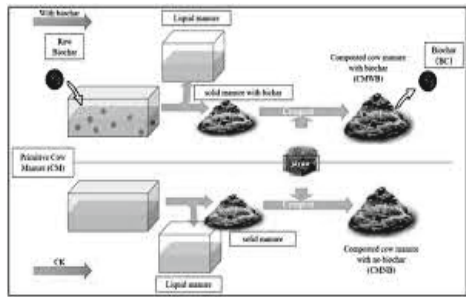 With biochar
Liquid manure
Raw
Biochar
Biochar
(BC)
Composted cow manure
with biochar
(CMWB)
solid manure with biochar
Compost
Primitive Cow
Manure (CM)
Compost
solid manure
Composted cow manure
with no biochar
(CMNB)
CK
Liquid manure